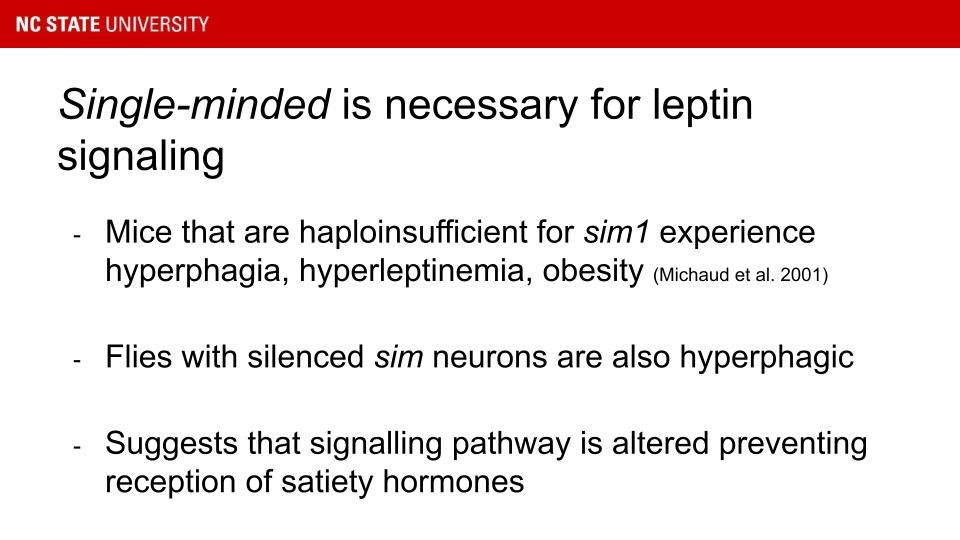 NC STATE UNIVERSITY
Single-minded is necessary for leptin
signaling
- Mice that are haploinsufficient for sim1 experience
hyperphagia, hyperleptinemia, obesity (Michaud et al. 2001)
- Flies with silenced sim neurons are also hyperphagic
- Suggests that signalling pathway is altered preventing
reception of satiety hormones